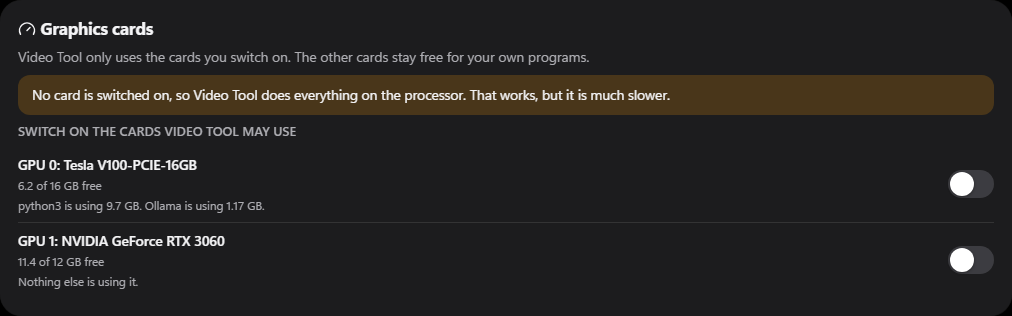 Graphics cards
Video Tool only uses the cards you switch on. The other cards stay free for your own programs.
No card is switched on, so Video Tool does everything on the processor. That works, but it is much slower.
SWITCH ON THE CARDS VIDEO TOOL MAY USE
GPU 0: Tesla V100-PCIE-16GB
6.2 of 16 GB free
python3 is using 9.7 GB. Ollama is using 1.17 GB.
GPU 1: NVIDIA GeForce RTX 3060
11.4 of 12 GB free
Nothing else is using it.